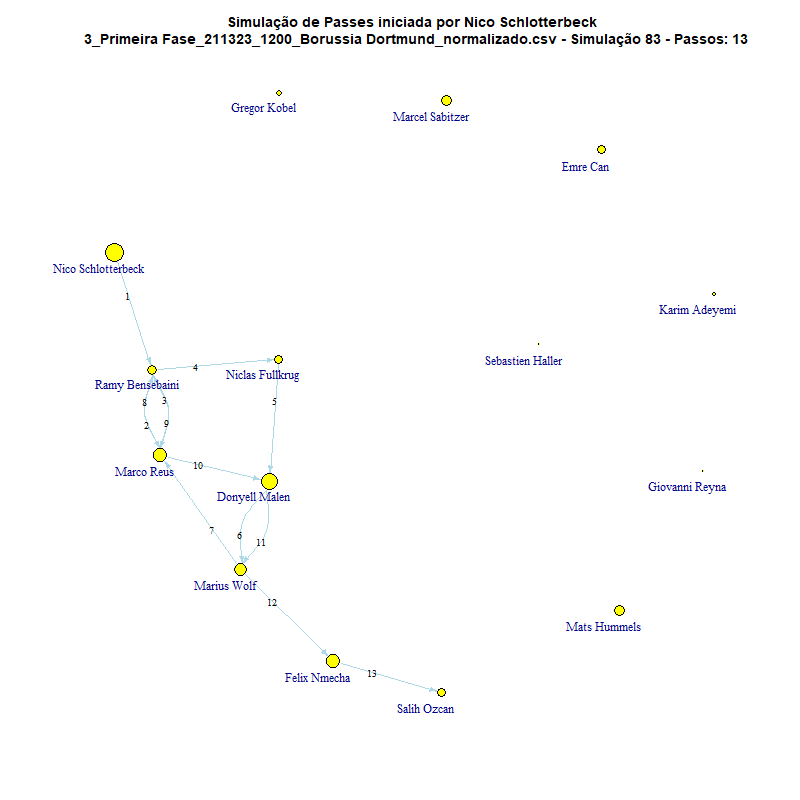 Simulação de Passes iniciada por Nico Schlotterbeck
3_Primeira Fase_211323_1200_Borussia Dortmund_normalizado.csv - Simulação 83 - Passos: 13
Gregor Kobel
Marcel Sabitzer
Emre Can
Nico Schlotterbeck
1
Karim Adeyemi
Sebastien Haller
4
Niclas Fullkrug
Ramy Bensebaini
8
3
5
2
9
Marco Reus
10
Giovanni Reyna
Donyell Malen
7
6
11
Marius Wolf
12
Mats Hummels
Felix Nmecha
13
Salih Ozcan